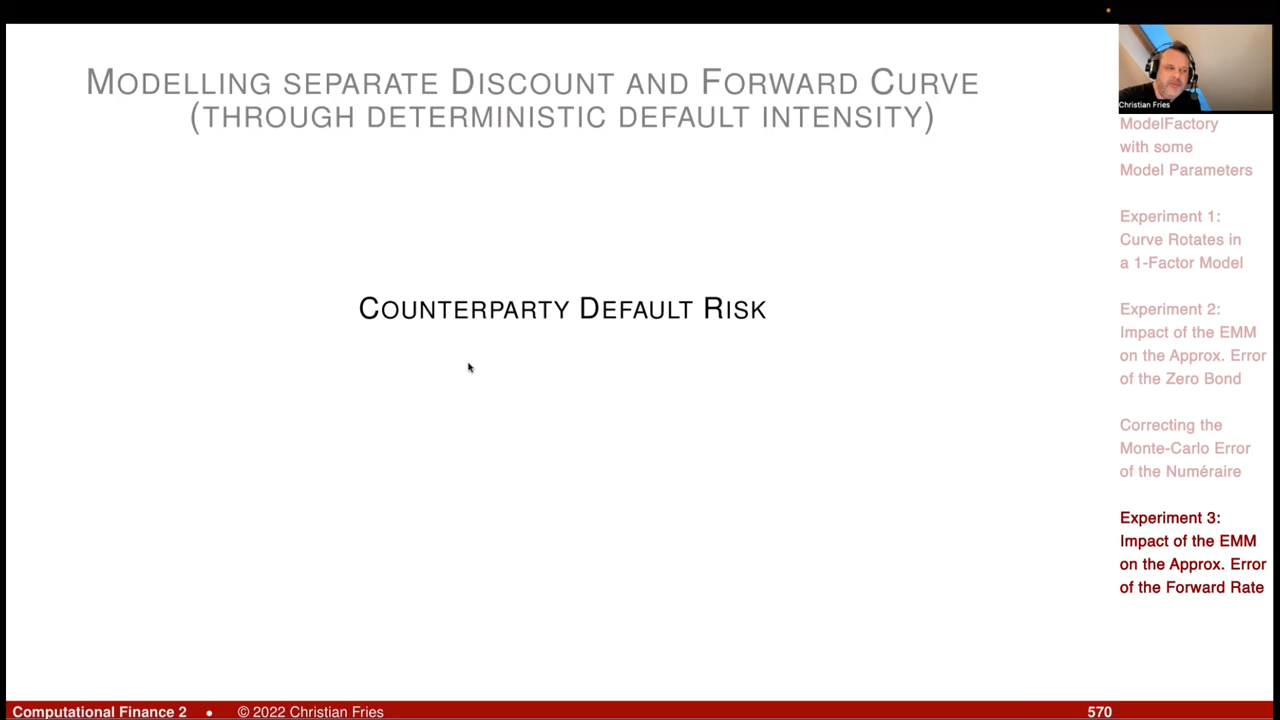 MODELLING SEPARATE DISCOUNT AND FORWARD CURVE
(THROUGH DETERMINISTIC DEFAULT INTENSITY)
COUNTERPARTY DEFAULT RISK
Christian Fries
ModelFactory
with some
Model Parameters
Experiment 1:
Curve Rotates in
a 1-Factor Model
Experiment 2:
Impact of the EMM
on the Approx. Error
of the Zero Bond
Correcting the
Monte-Carlo Error
of the Numéraire
Experiment 3:
Impact of the EMM
on the Approx. Error
of the Forward Rate
Computational Finance 2 • © 2022 Christian Fries 570